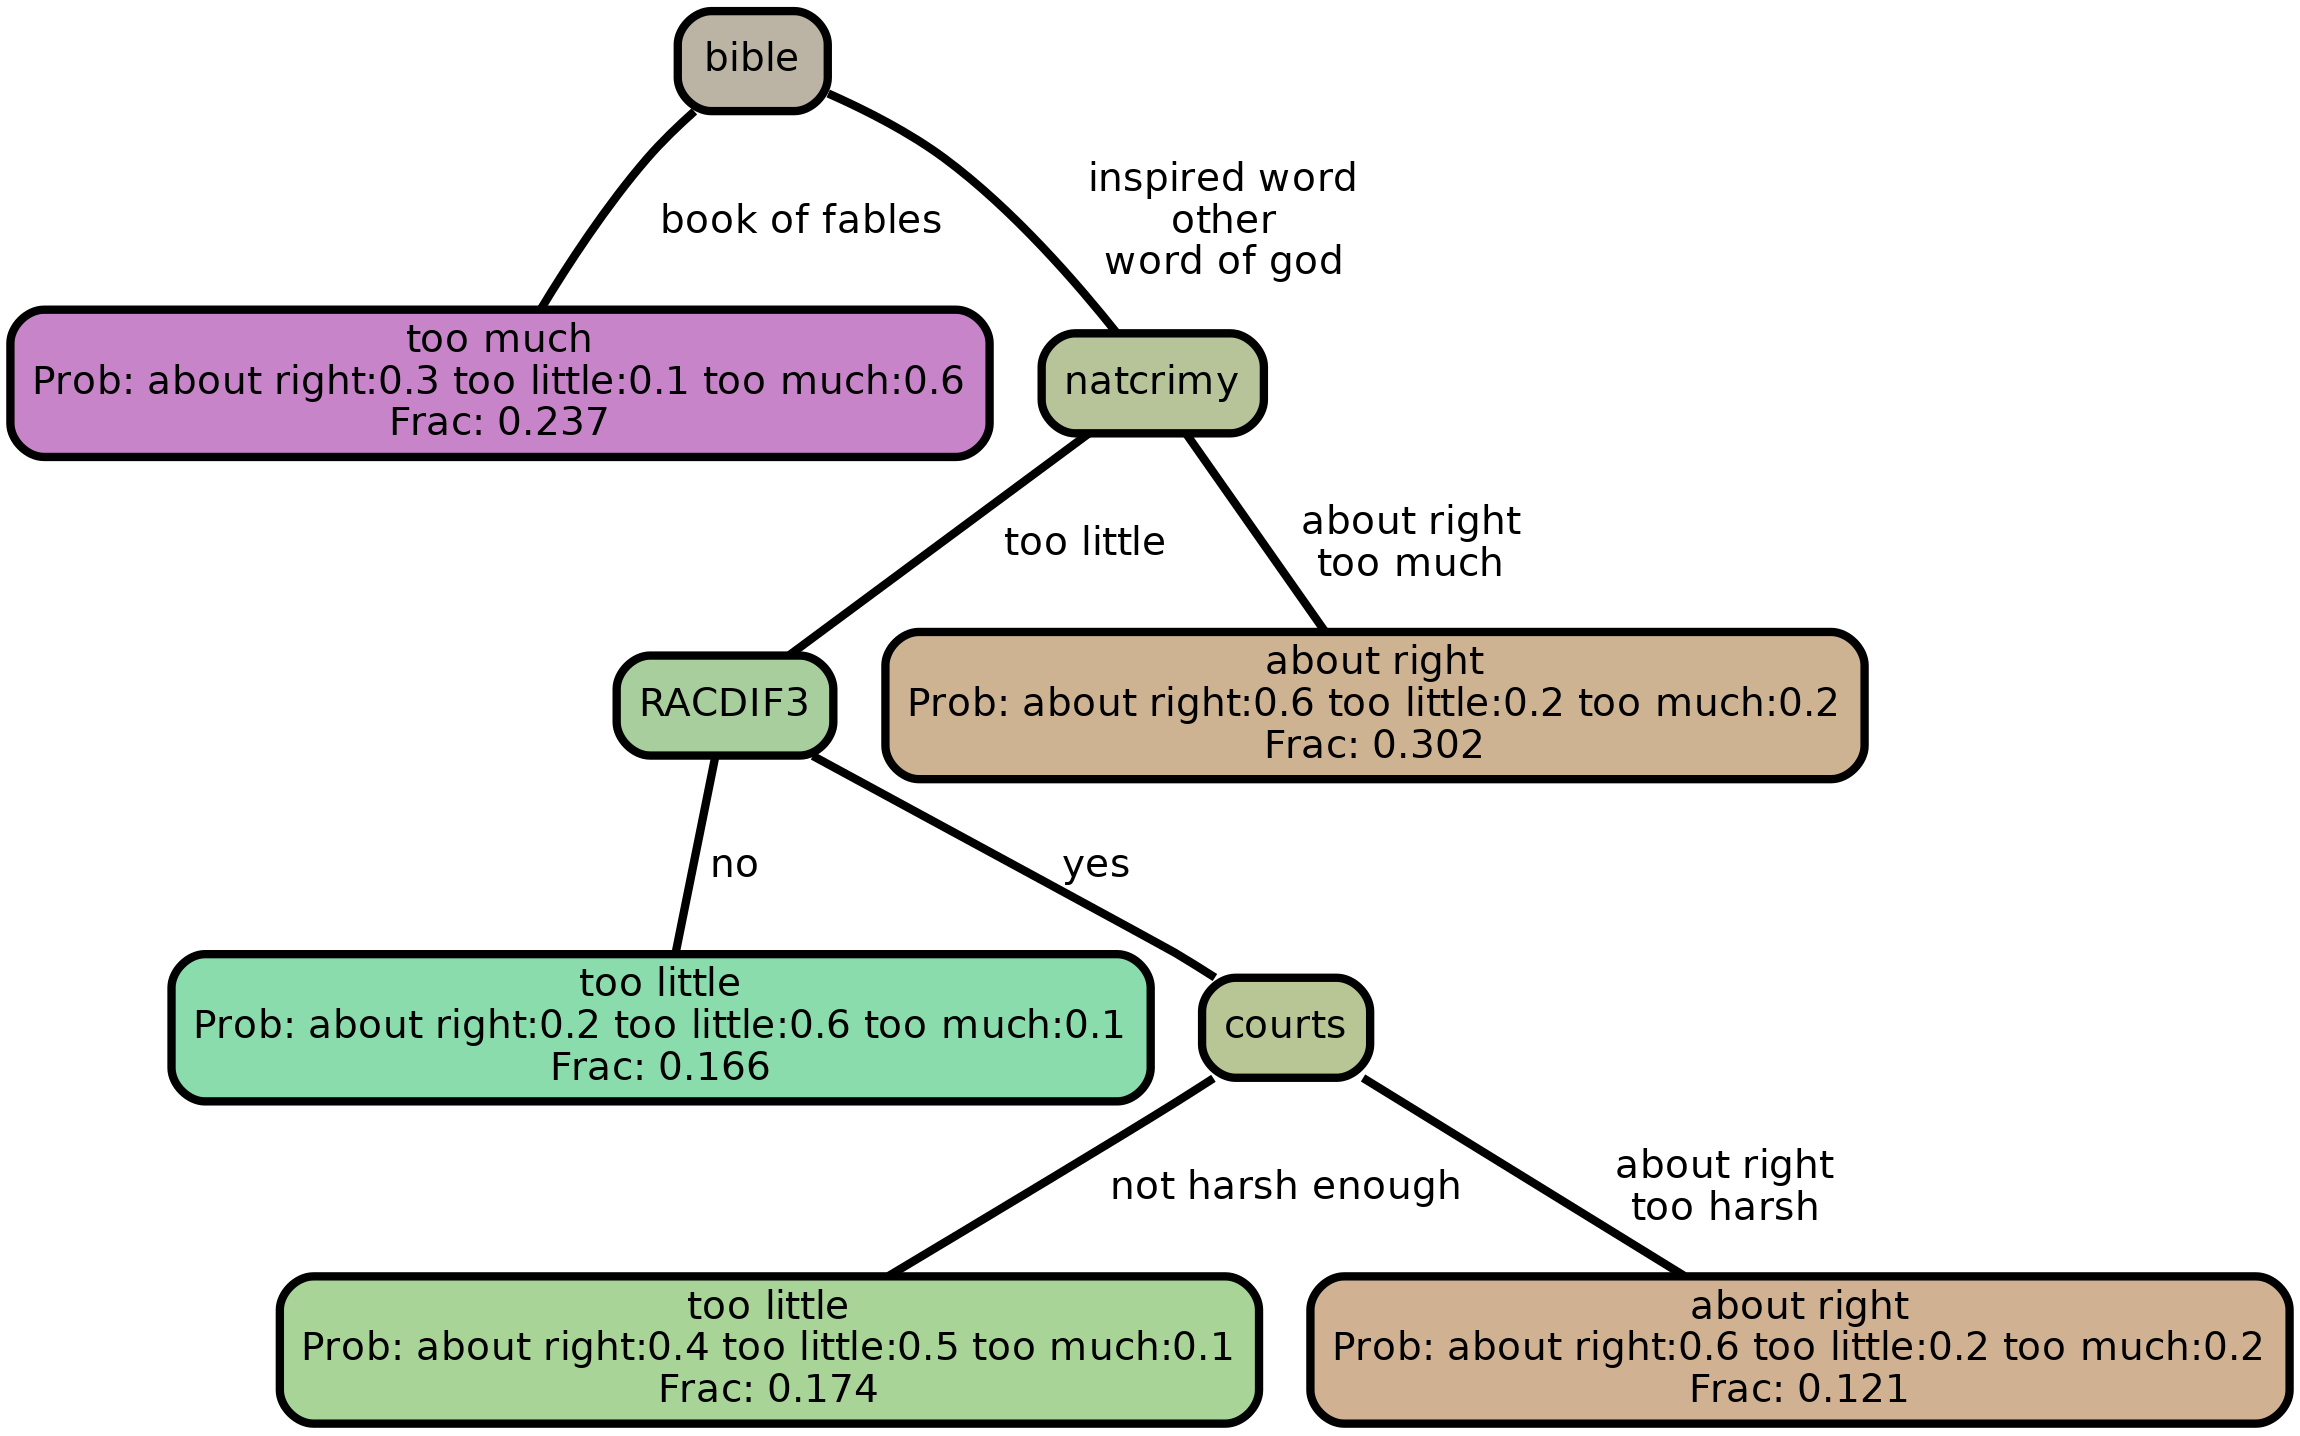 bible
book of fables
inspired word
other
word of god
too much
Prob: about right:0.3 too little:0.1 too much:0.6
Frac: 0.237
natcrimy
too little
about right
too much
RACDIF3
about right
Prob: about right:0.6 too little:0.2 too much:0.2
Frac: 0.302
no
yes
too little
Prob: about right:0.2 too little:0.6 too much:0.1
Frac: 0.166
courts
not harsh enough
about right
too harsh
too little
Prob: about right:0.4 too little:0.5 too much:0.1
Frac: 0.174
about right
Prob: about right:0.6 too little:0.2 too much:0.2
Frac: 0.121